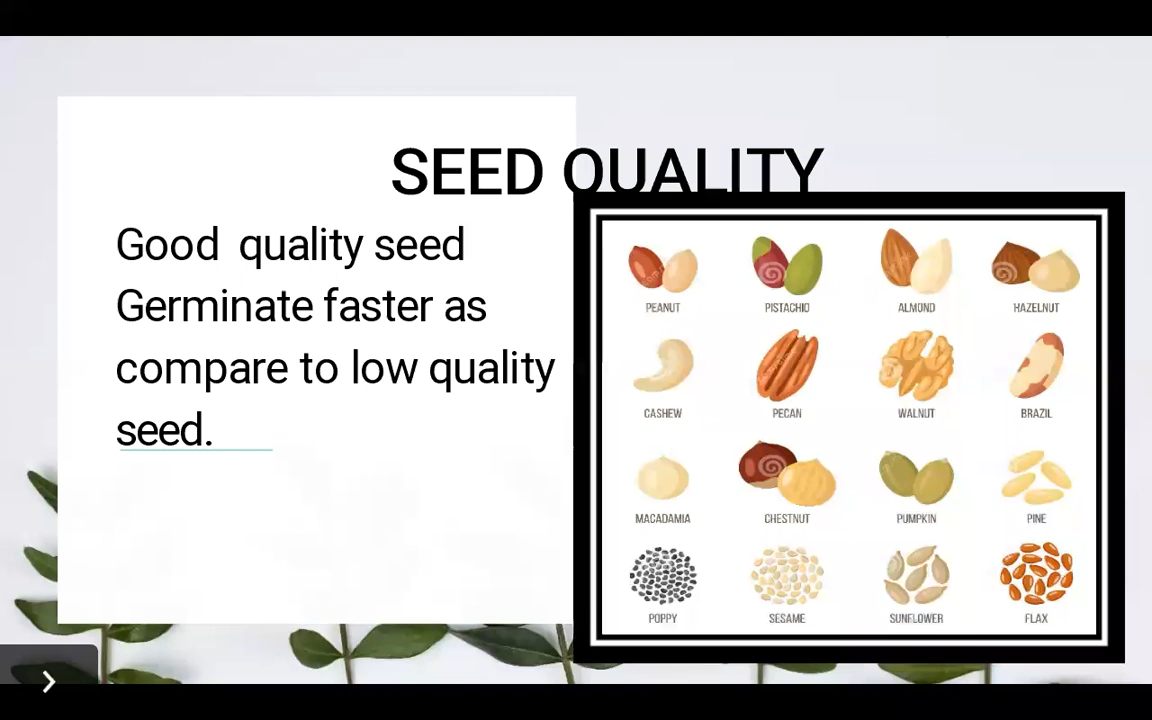 SEED QUALITY
Good quality seed
Germinate faster as
compare to low quality
seed.
PEANUT PISTACHIO ALMOND HAZELNUT
CASHEW PECAN WALNUT BRAZIL
MACADAMIA CHESTNUT PUMPKIN PINE
POPPY SESAME SUNFLOWER FLAX